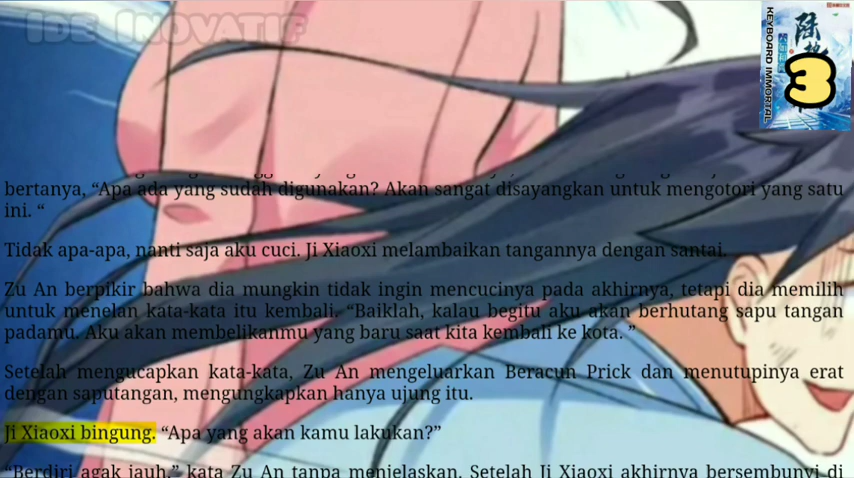 IDE INOVATIF
KEYBOARD IMMORTAL
3
bertanya, “Apa ada yang sudah digunakan? Akan sangat disayangkan untuk mengotori yang satu
ini. “
Tidak apa-apa, nanti saja aku cuci. Ji Xiaoxi melambaikan tangannya dengan santai.
Zu An berpikir bahwa dia mungkin tidak ingin mencucinya pada akhirnya, tetapi dia memilih
untuk menelan kata-kata itu kembali. “Baiklah, kalau begitu aku akan berhutang sapu tangan
padamu. Aku akan membelikanmu yang baru saat kita kembali ke kota. ”
Setelah mengucapkan kata-kata, Zu An mengeluarkan Beracun Prick dan menutupinya erat
dengan saputangan, mengungkapkan hanya ujung itu.
Ji Xiaoxi bingung. “Apa yang akan kamu lakukan?”
“Berdiri agak jauh,” kata Zu An tanpa menjelaskan. Setelah Ji Xiaoxi akhirnya bersembunyi di